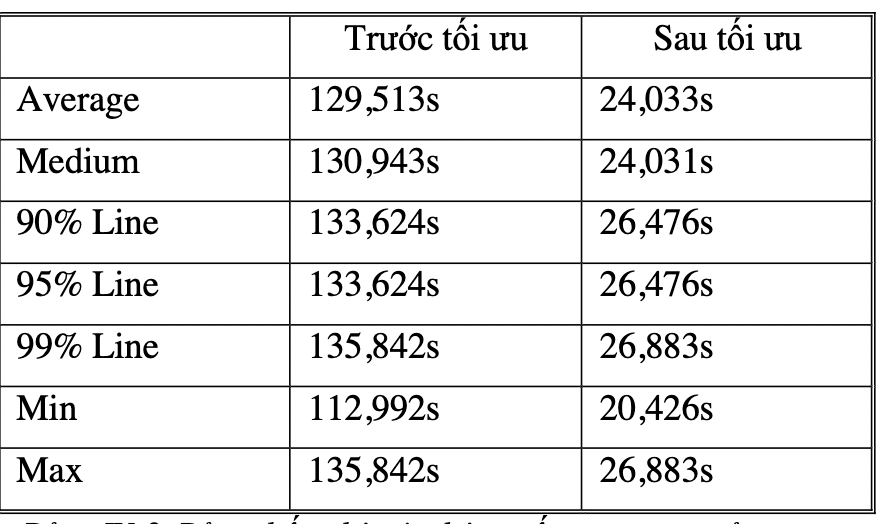 Trước tối ưu Sau tối ưu
Average 129,513s 24,033s
Medium 130,943s 24,031s
90% Line 133,624s 26,476s
95% Line 133,624s 26,476s
99% Line 135,842s 26,883s
Min 112,992s 20,426s
Max 135,842s 26,883s